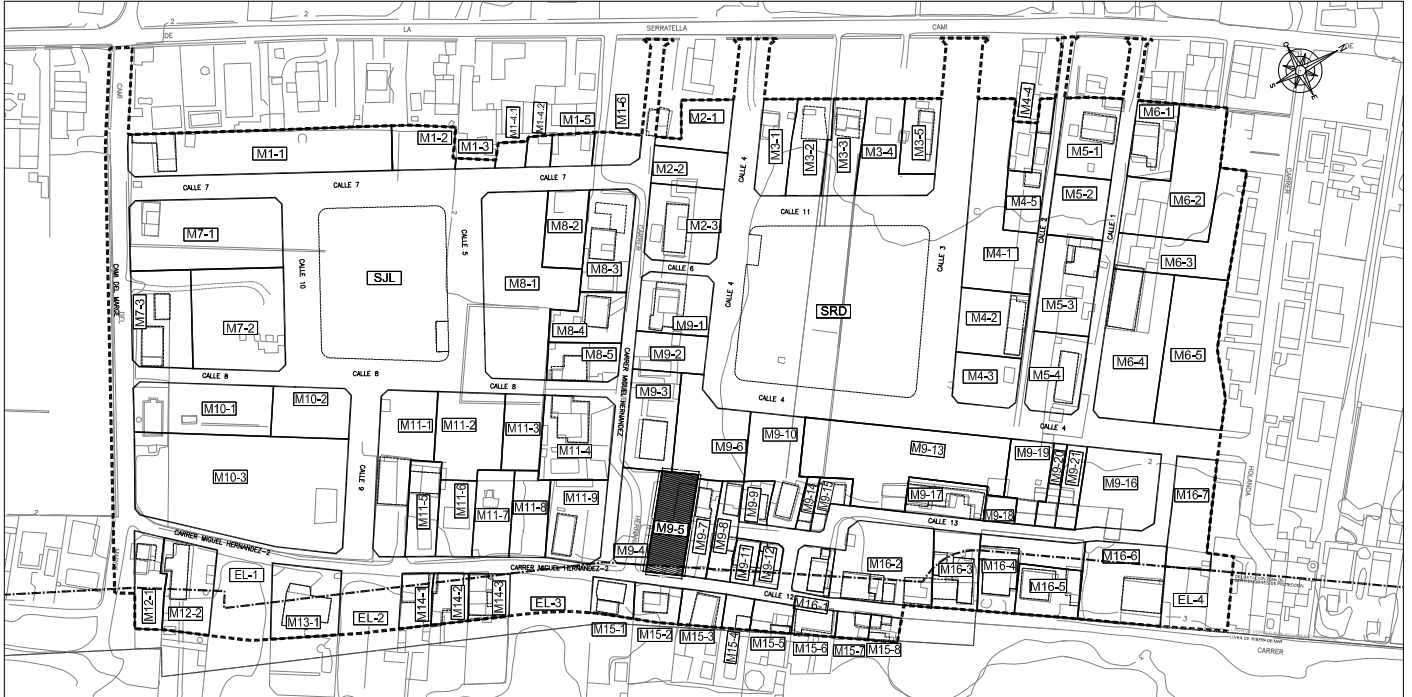 2
2
DE
LA
SERRATELLA
CAMI
DE
N
E
S
O
CAMI
M1-1
M1-2
M1-3
M1-4.1
M1-4.2
M1-5
M1-6
M2-1
M2-2
M2-3
M3-1
M3-2
M3-3
M3-4
M3-5
M4-4
M4-5
M5-1
M5-2
M6-1
M6-2
M6-3
CARRER
CALLE 7
CALLE 7
CALLE 7
CALLE 4
CALLE 11
CALLE 2
CALLE 1
M7-1
CALLE 10
SJL
2
CALLE 5
M8-1
M8-2
M8-3
CARRER
CALLE 6
CALLE 4
CALLE 3
M4-1
CAMI DEL MARGE
DEL
M7-3
M7-2
M8-4
M8-5
M9-1
M9-2
SRD
M4-2
M4-3
M5-3
M5-4
M6-4
M6-5
CALLE 8
CALLE 8
CALLE 8
CARRER MIGUEL HERNANDEZ
M9-3
CALLE 4
CALLE 4
M10-1
M10-2
M10-3
CALLE 9
M11-1
M11-2
M11-3
M11-4
M9-6
M9-10
M9-13
M9-19
M9-20
M9-21
M9-16
2
M16-7
HOLANDA
2
M11-5
M11-6
M11-7
M11-8
M11-9
HERNAN
M9-4
M9-5
M9-7
M9-8
M9-9
M9-14
M9-15
M9-17
M9-18
CALLE 13
M9-11
M9-12
CARRER MIGUEL HERNANDEZ-2
CARRER MIGUEL HERNANDEZ-2
CALLE 12
M16-2
M16-3
M16-4
M16-5
M16-6
EL-1
M12-1
M12-2
M13-1
EL-2
M14-1
M14-2
M14-3
EL-3
M15-1
M15-2
M15-3
M15-4
M15-5
M16-1
M15-6
M15-7
M15-8
EL-4
3
CARRER